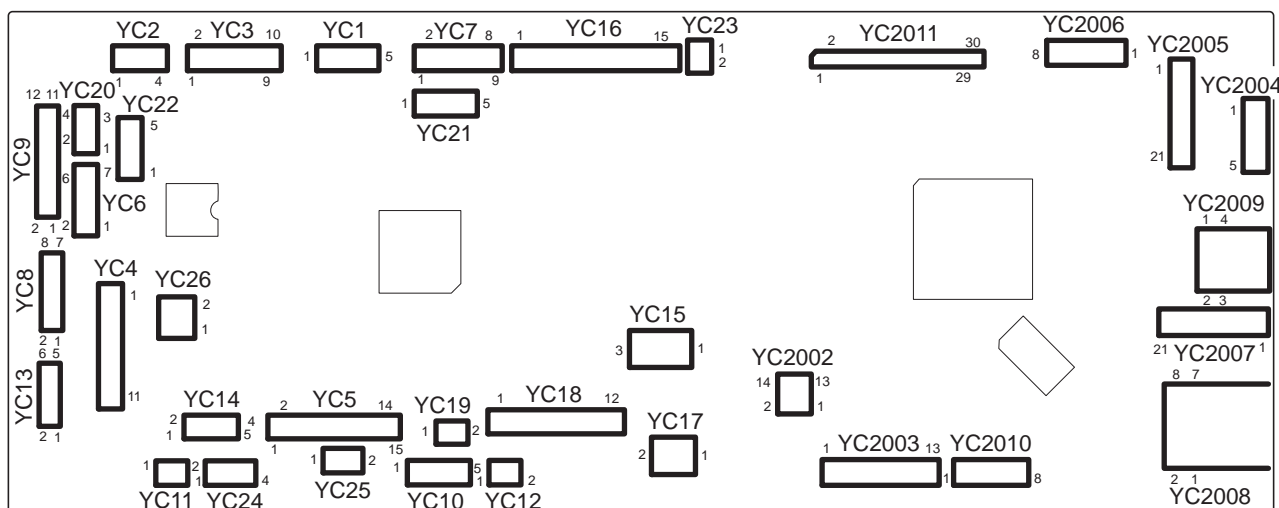 YC2 YC3 YC1 YC7 YC16 YC23 YC2011 YC2006 YC2005
2 10 1 5 2 8 1 15 1 2 2 30 8 1
1 4 1 9 1 9 1 29 1
12 11 YC20 YC22 YC21 YC2004
4 3 5 1 5 1
YC9 2 1 1 21 5
6 7 YC6 YC2009
2 1 2 1 1 4
8 7 2 3
YC8 YC4 YC26 YC15
1 2 1 3 1 21 1
2 1 YC2007
6 5 YC2002 8 7
YC13 11 14 13
2 1 2 1
YC14 YC5 YC19 YC18 YC17
2 4 2 14 1 2 1 12 2 1
1 5 1 15 YC2003 YC2010
1 2 1 4 1 2 1 5 1 2 1 13 1 8
YC11 YC24 YC25 YC10 YC12 2 1
YC2008